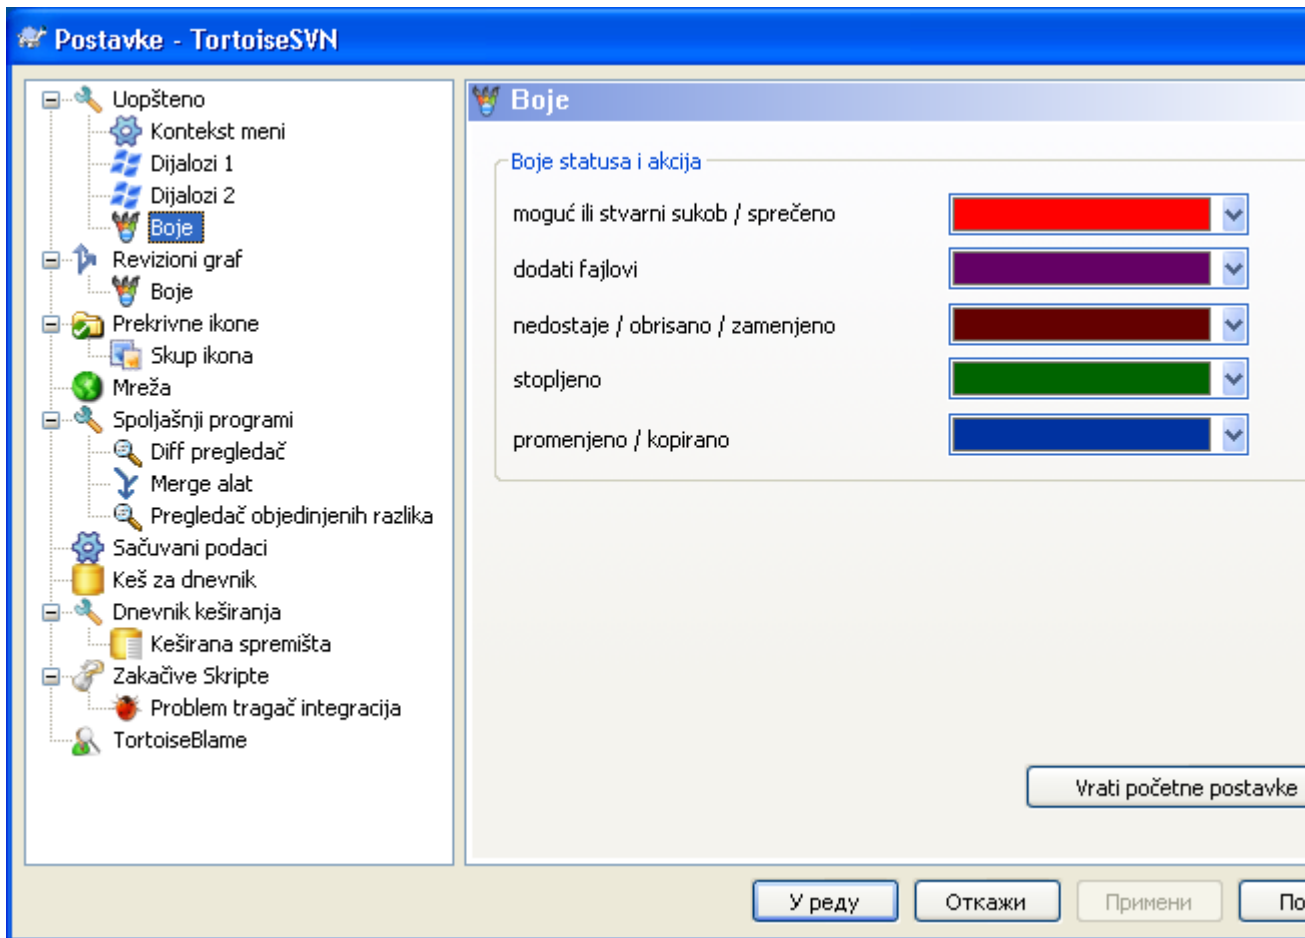 Postavke - TortoiseSVN
Uopšteno
Kontekst meni
Dijalozi 1
Dijalozi 2
Boje
Revizioni graf
Boje
Prekrivne ikone
Skup ikona
Mreža
Spoljašnji programi
Diff pregledač
Merge alat
Pregledač objedinjenih razlika
Sačuvani podaci
Keš za dnevnik
Dnevnik keširanja
Keširana spremišta
Zakačive Skripte
Problem tragač integracija
TortoiseBlame
Boje
Boje statusa i akcija
moguć ili stvarni sukob / sprečeno
dodati fajlovi
nedostaje / obrisano / zamenjeno
stopljeno
promenjeno / kopirano
Vrati početne postavke
У реду
Откажи
Примени